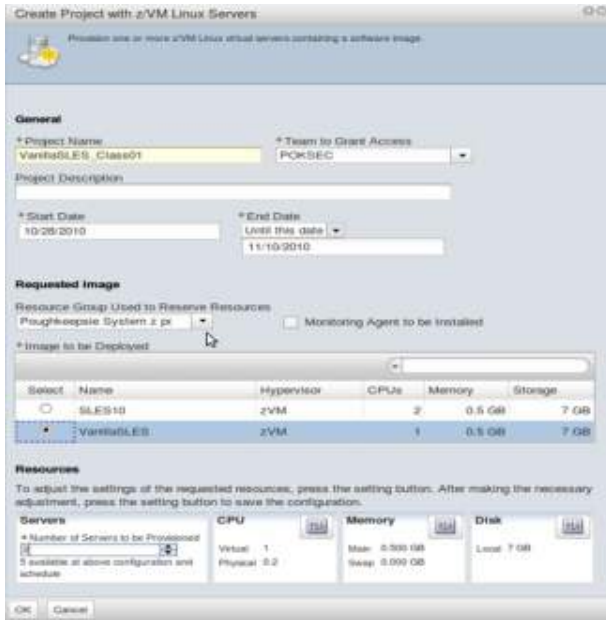 Create Project with z/VM Linux Servers
Provision one or more z/VM Linux virtual servers containing a software image.
General
* Project Name
* Team to Grant Access
VanillaSLES_Class01
POKSEC
Project Description
* Start Date
* End Date
10/28/2010
Until this date
11/10/2010
Requested Image
Resource Group Used to Reserve Resources
Poughkeepsie System z po
Monitoring Agent to be Installed
* Image to be Deployed
Select Name Hypervisor CPUs Memory Storage
SLES10 zVM 2 0.5 GB 7 GB
VanillaSLES zVM 1 0.5 GB 7 GB
Resources
To adjust the settings of the requested resources, press the setting button. After making the necessary
adjustment, press the setting button to save the configuration.
Servers
* Number of Servers to be Provisioned
5 available at above configuration and
schedule
CPU
Virtual 1
Physical 0.2
Memory
Main 0.500 GB
Swap 0.000 GB
Disk
Local 7 GB
OK Cancel